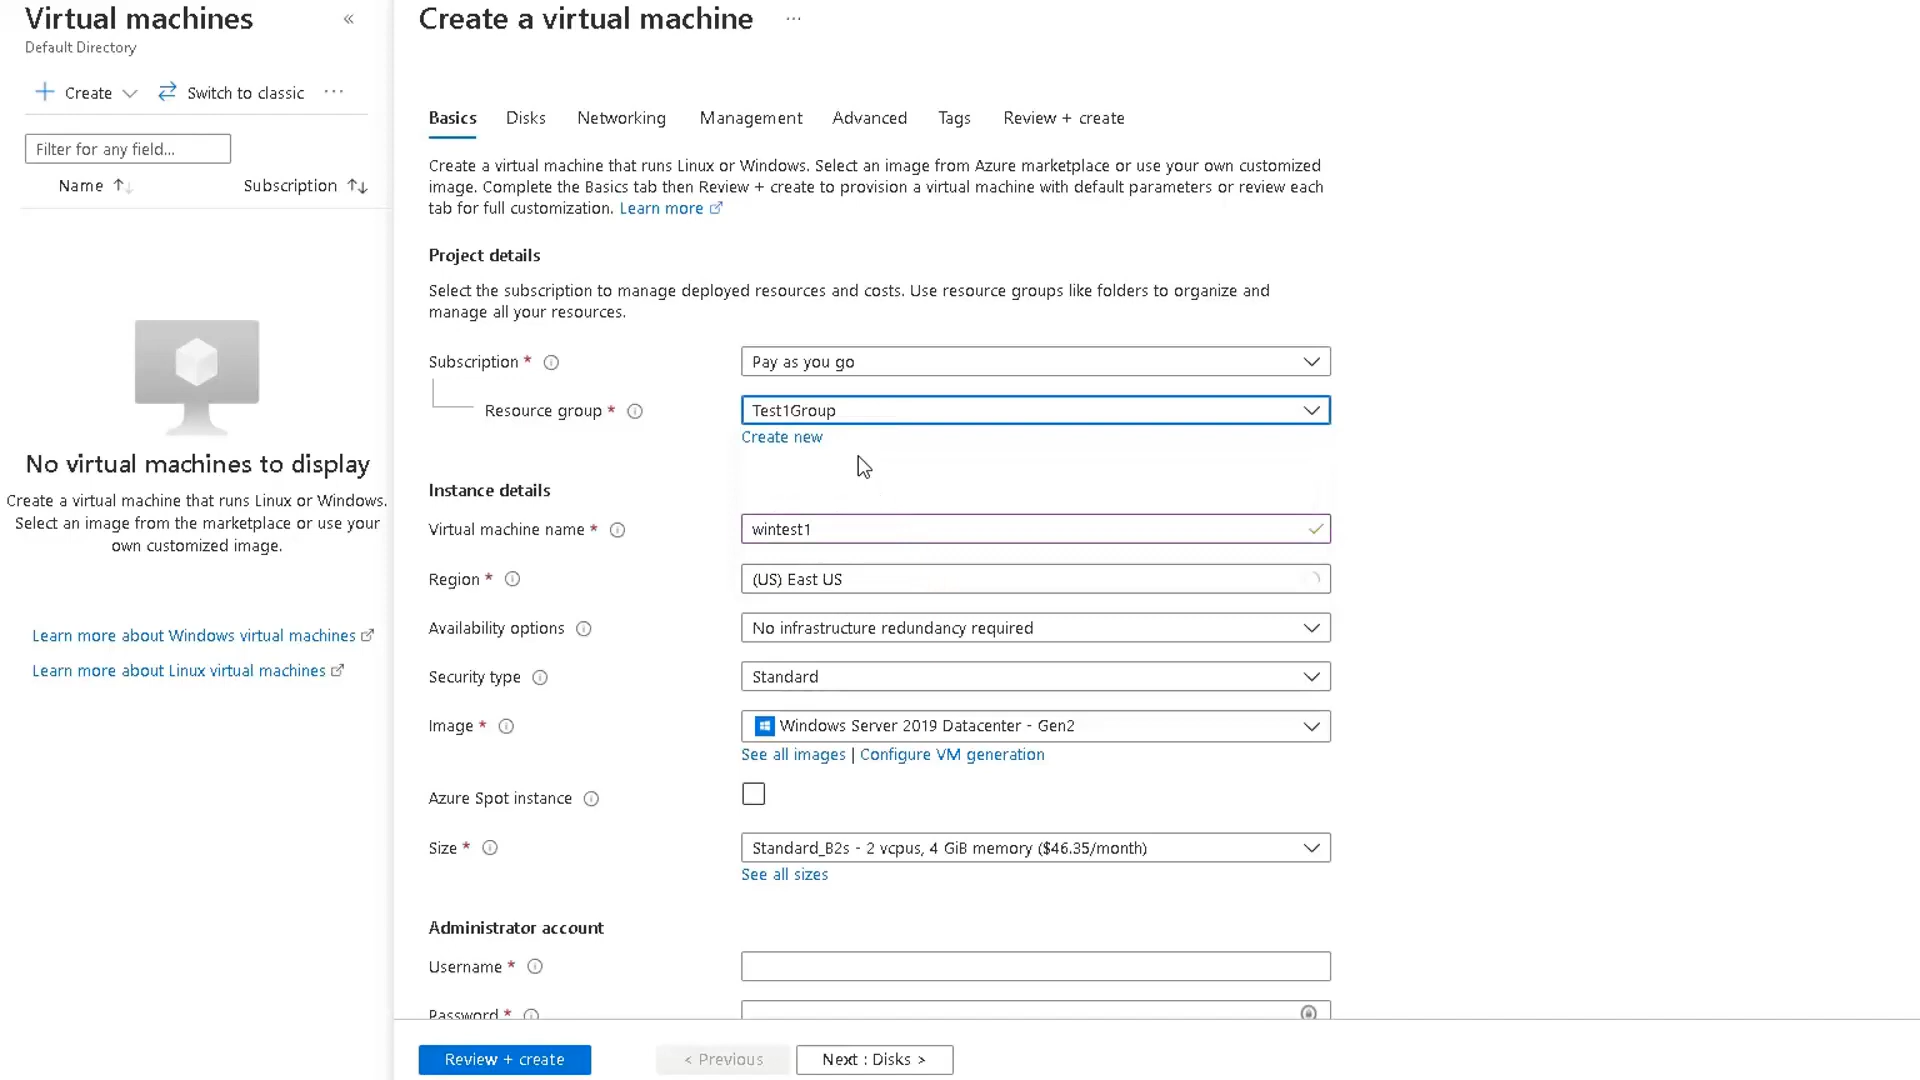 Virtual machines
«
Default Directory
Create
Switch to classic
...
Filter for any field...
Name
Subscription
No virtual machines to display
Create a virtual machine that runs Linux or Windows.
Select an image from the marketplace or use your
own customized image.
Learn more about Windows virtual machines
Learn more about Linux virtual machines
Create a virtual machine
...
Basics
Disks
Networking
Management
Advanced
Tags
Review + create
Create a virtual machine that runs Linux or Windows. Select an image from Azure marketplace or use your own customized
image. Complete the Basics tab then Review + create to provision a virtual machine with default parameters or review each
tab for full customization. Learn more
Project details
Select the subscription to manage deployed resources and costs. Use resource groups like folders to organize and
manage all your resources.
Subscription *
Pay as you go
Resource group *
Test1Group
Create new
Instance details
Virtual machine name *
wintest1
Region *
(US) East US
Availability options
No infrastructure redundancy required
Security type
Standard
Image *
Windows Server 2019 Datacenter - Gen2
See all images | Configure VM generation
Azure Spot instance
Size *
Standard_B2s - 2 vcpus, 4 GiB memory ($46.35/month)
See all sizes
Administrator account
Username *
Password *
Review + create
< Previous
Next : Disks >